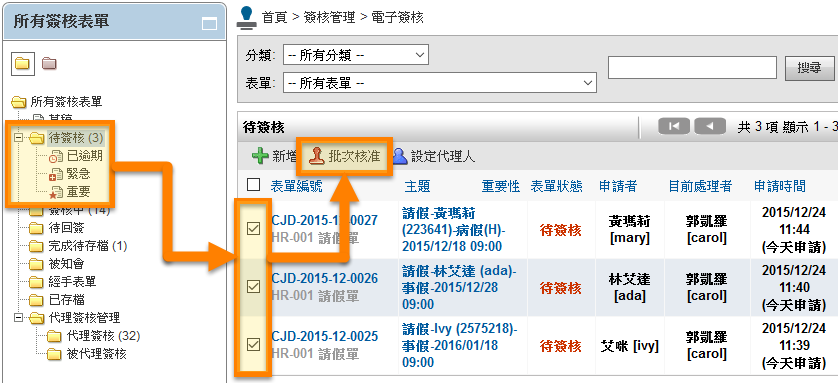 所有簽核表單
首頁 > 簽核管理 > 電子簽核
分類: -- 所有分類 --
表單: -- 所有表單 --
搜尋
所有簽核表單
草稿
待簽核 (3)
已逾期
緊急
重要
簽核中 (14)
待回簽
完成待存檔 (1)
被知會
經手表單
已存檔
代理簽核管理
代理簽核 (32)
被代理簽核
待簽核
共 3 項 顯示 1 - 3
新增 批次核准 設定代理人
表單編號 主題 重要性 表單狀態 申請者 目前處理者 申請時間
CJD-2015-12-0027
HR-001 請假單
請假-黃瑪莉
(223641)-病假(H)-
2015/12/18 09:00
待簽核
黃瑪莉
[mary]
郭凱羅
[carol]
2015/12/24
11:44
(今天申請)
CJD-2015-12-0026
HR-001 請假單
請假-林艾達 (ada)-
事假-2015/12/28
09:00
待簽核
林艾達
[ada]
郭凱羅
[carol]
2015/12/24
11:40
(今天申請)
CJD-2015-12-0025
HR-001 請假單
請假-Ivy (2575218)-
事假-2016/01/18
09:00
待簽核
艾咪 [ivy]
郭凱羅
[carol]
2015/12/24
11:39
(今天申請)